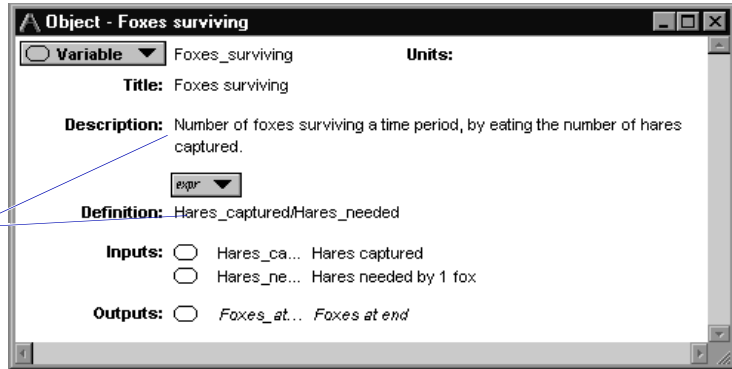 Object - Foxes surviving
Variable Foxes_surviving Units:
Title: Foxes surviving
Description: Number of foxes surviving a time period, by eating the number of hares
captured.
expr
Definition: Hares_captured/Hares_needed
Inputs: Hares_ca... Hares captured
Hares_ne... Hares needed by 1 fox
Outputs: Foxes_at... Foxes at end